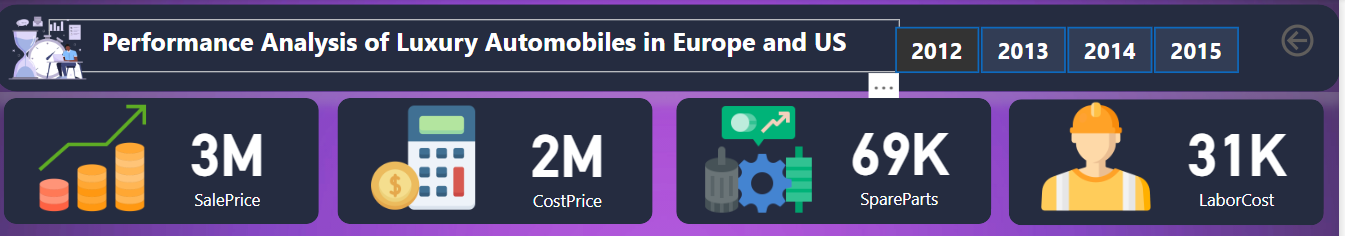 Performance Analysis of Luxury Automobiles in Europe and US
2012 2013 2014 2015
...
3M
SalePrice
2M
CostPrice
69K
SpareParts
31K
LaborCost